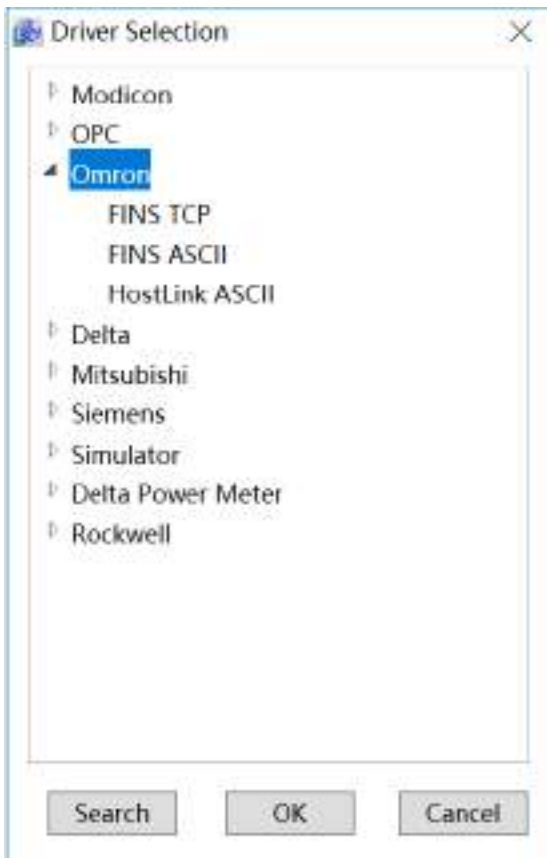 Driver Selection
Modicon
OPC
Omron
FINS TCP
FINS ASCII
HostLink ASCII
Delta
Mitsubishi
Siemens
Simulator
Delta Power Meter
Rockwell
Search OK Cancel